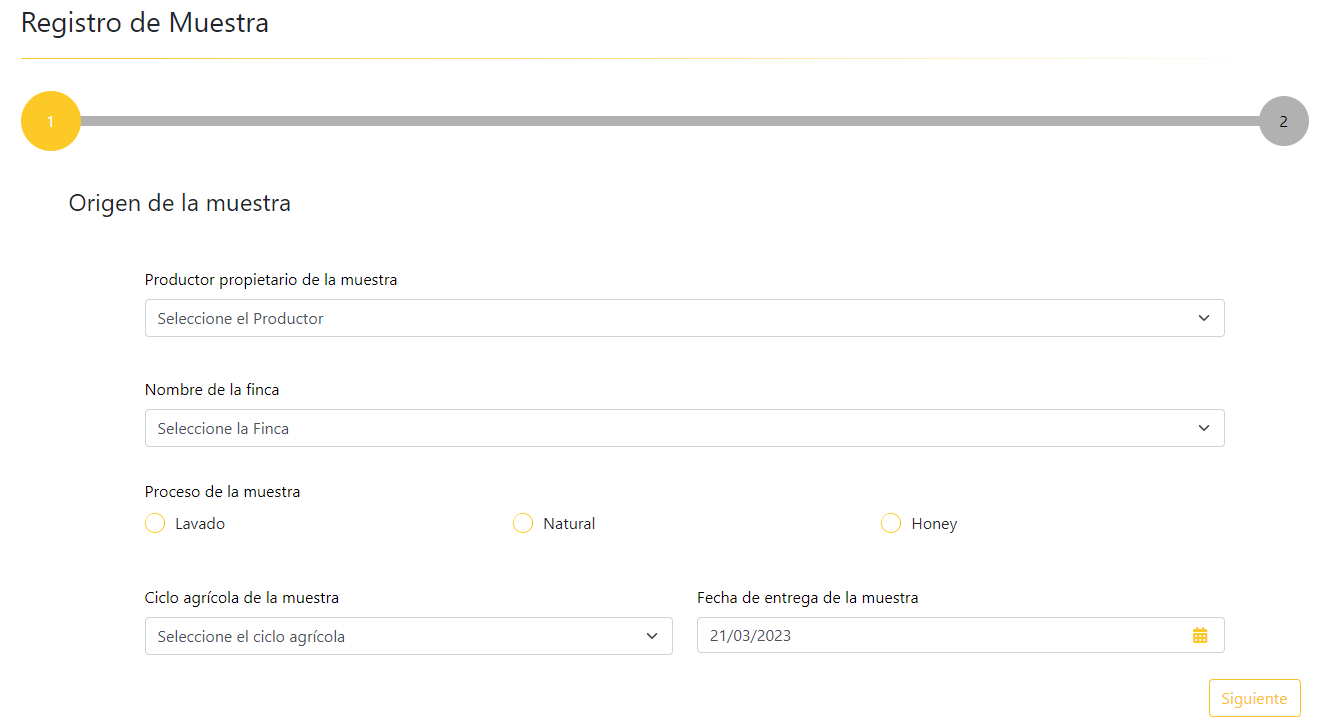 Registro de Muestra
1
2
Origen de la muestra
Productor propietario de la muestra
Seleccione el Productor
Nombre de la finca
Seleccione la Finca
Proceso de la muestra
Lavado Natural Honey
Ciclo agrícola de la muestra Fecha de entrega de la muestra
Seleccione el ciclo agrícola 21/03/2023
Siguiente